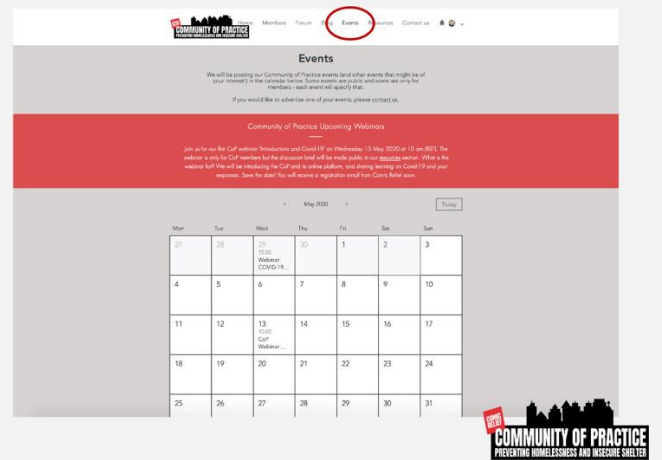 COMIC RELIEF
COMMUNITY OF PRACTICE
PREVENTING HOMELESSNESS AND INSECURE SHELTER
Home Members Forum Blog Events Resources Contact us
Events
We will be posting our Community of Practice events (and other events that might be of
your interest!) in the calendar below. Some events are public and some are only for
members - each event will specify that.
If you would like to advertise one of your events, please contact us.
Community of Practice Upcoming Webinars
Join us for our the CoP webinar 'Introductions and Covid-19' on Wednesday 13 May 2020 at 10 am (BST). The
webinar is only for CoP members but the discussion brief will be made public in our resources section. What is the
webinar for? We will be introducing the CoP and its online platform, and sharing learning on Covid 19 and your
responses. Save the date! You will receive a registration email from Comic Relief soon.
< May 2020 > Today
Mon Tue Wed Thu Fri Sat Sun
27 28 29 30 1 2 3
15:00
Webinar:
COVID-19...
4 5 6 7 8 9 10
11 12 13 14 15 16 17
10:00
CoP
Webinar:...
18 19 20 21 22 23 24
25 26 27 28 29 30 31
COMIC RELIEF
COMMUNITY OF PRACTICE
PREVENTING HOMELESSNESS AND INSECURE SHELTER